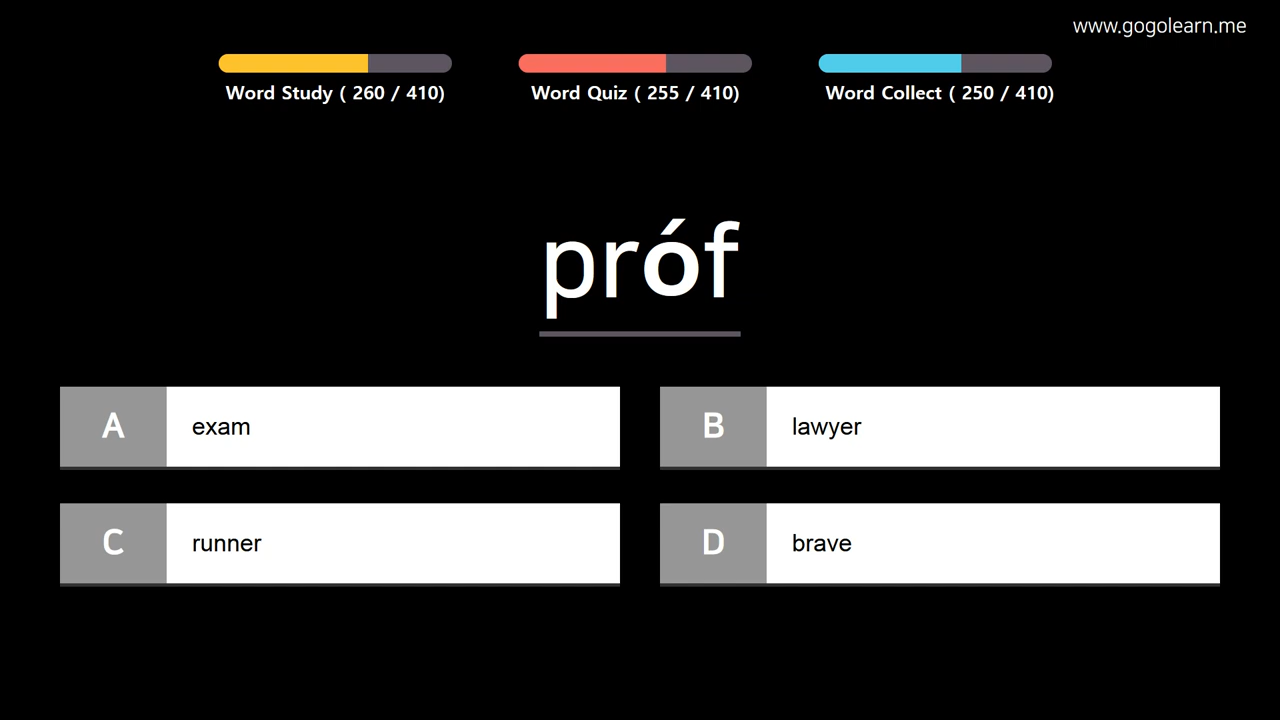 www.gogolearn.me
Word Study ( 260 / 410)
Word Quiz ( 255 / 410)
Word Collect ( 250 / 410)
próf
A exam
B lawyer
C runner
D brave